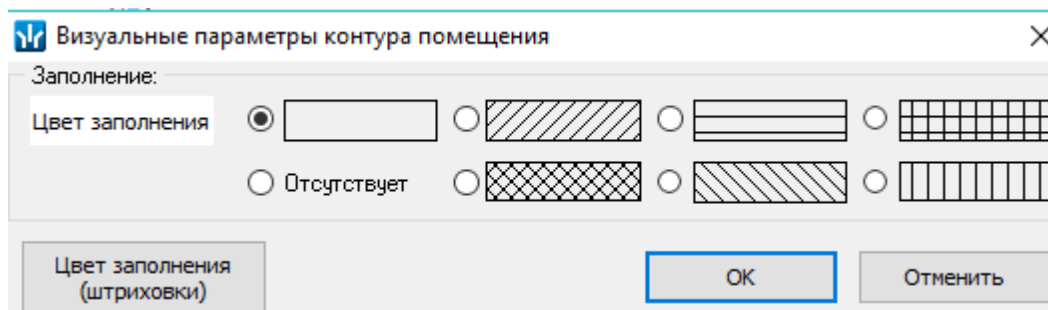 Визуальные параметры контура помещения
Заполнение:
Цвет заполнения
Отсутствует
Цвет заполнения
(штриховки)
OK
Отменить